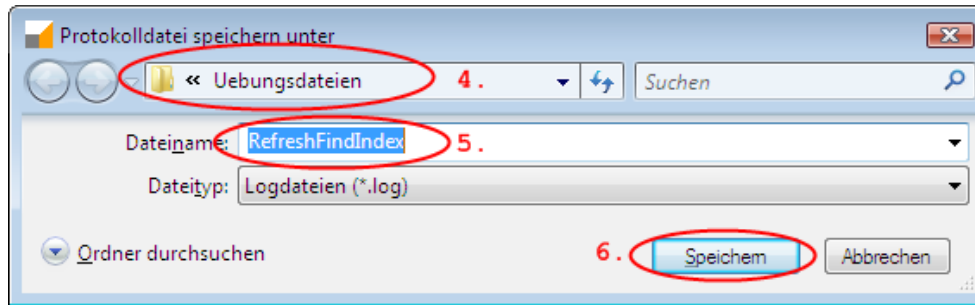 Protokolldatei speichern unter
« Uebungsdateien 4. Suchen
Dateiname: RefreshFindIndex 5.
Dateityp: Logdateien (*.log)
Ordner durchsuchen 6. Speichern Abbrechen